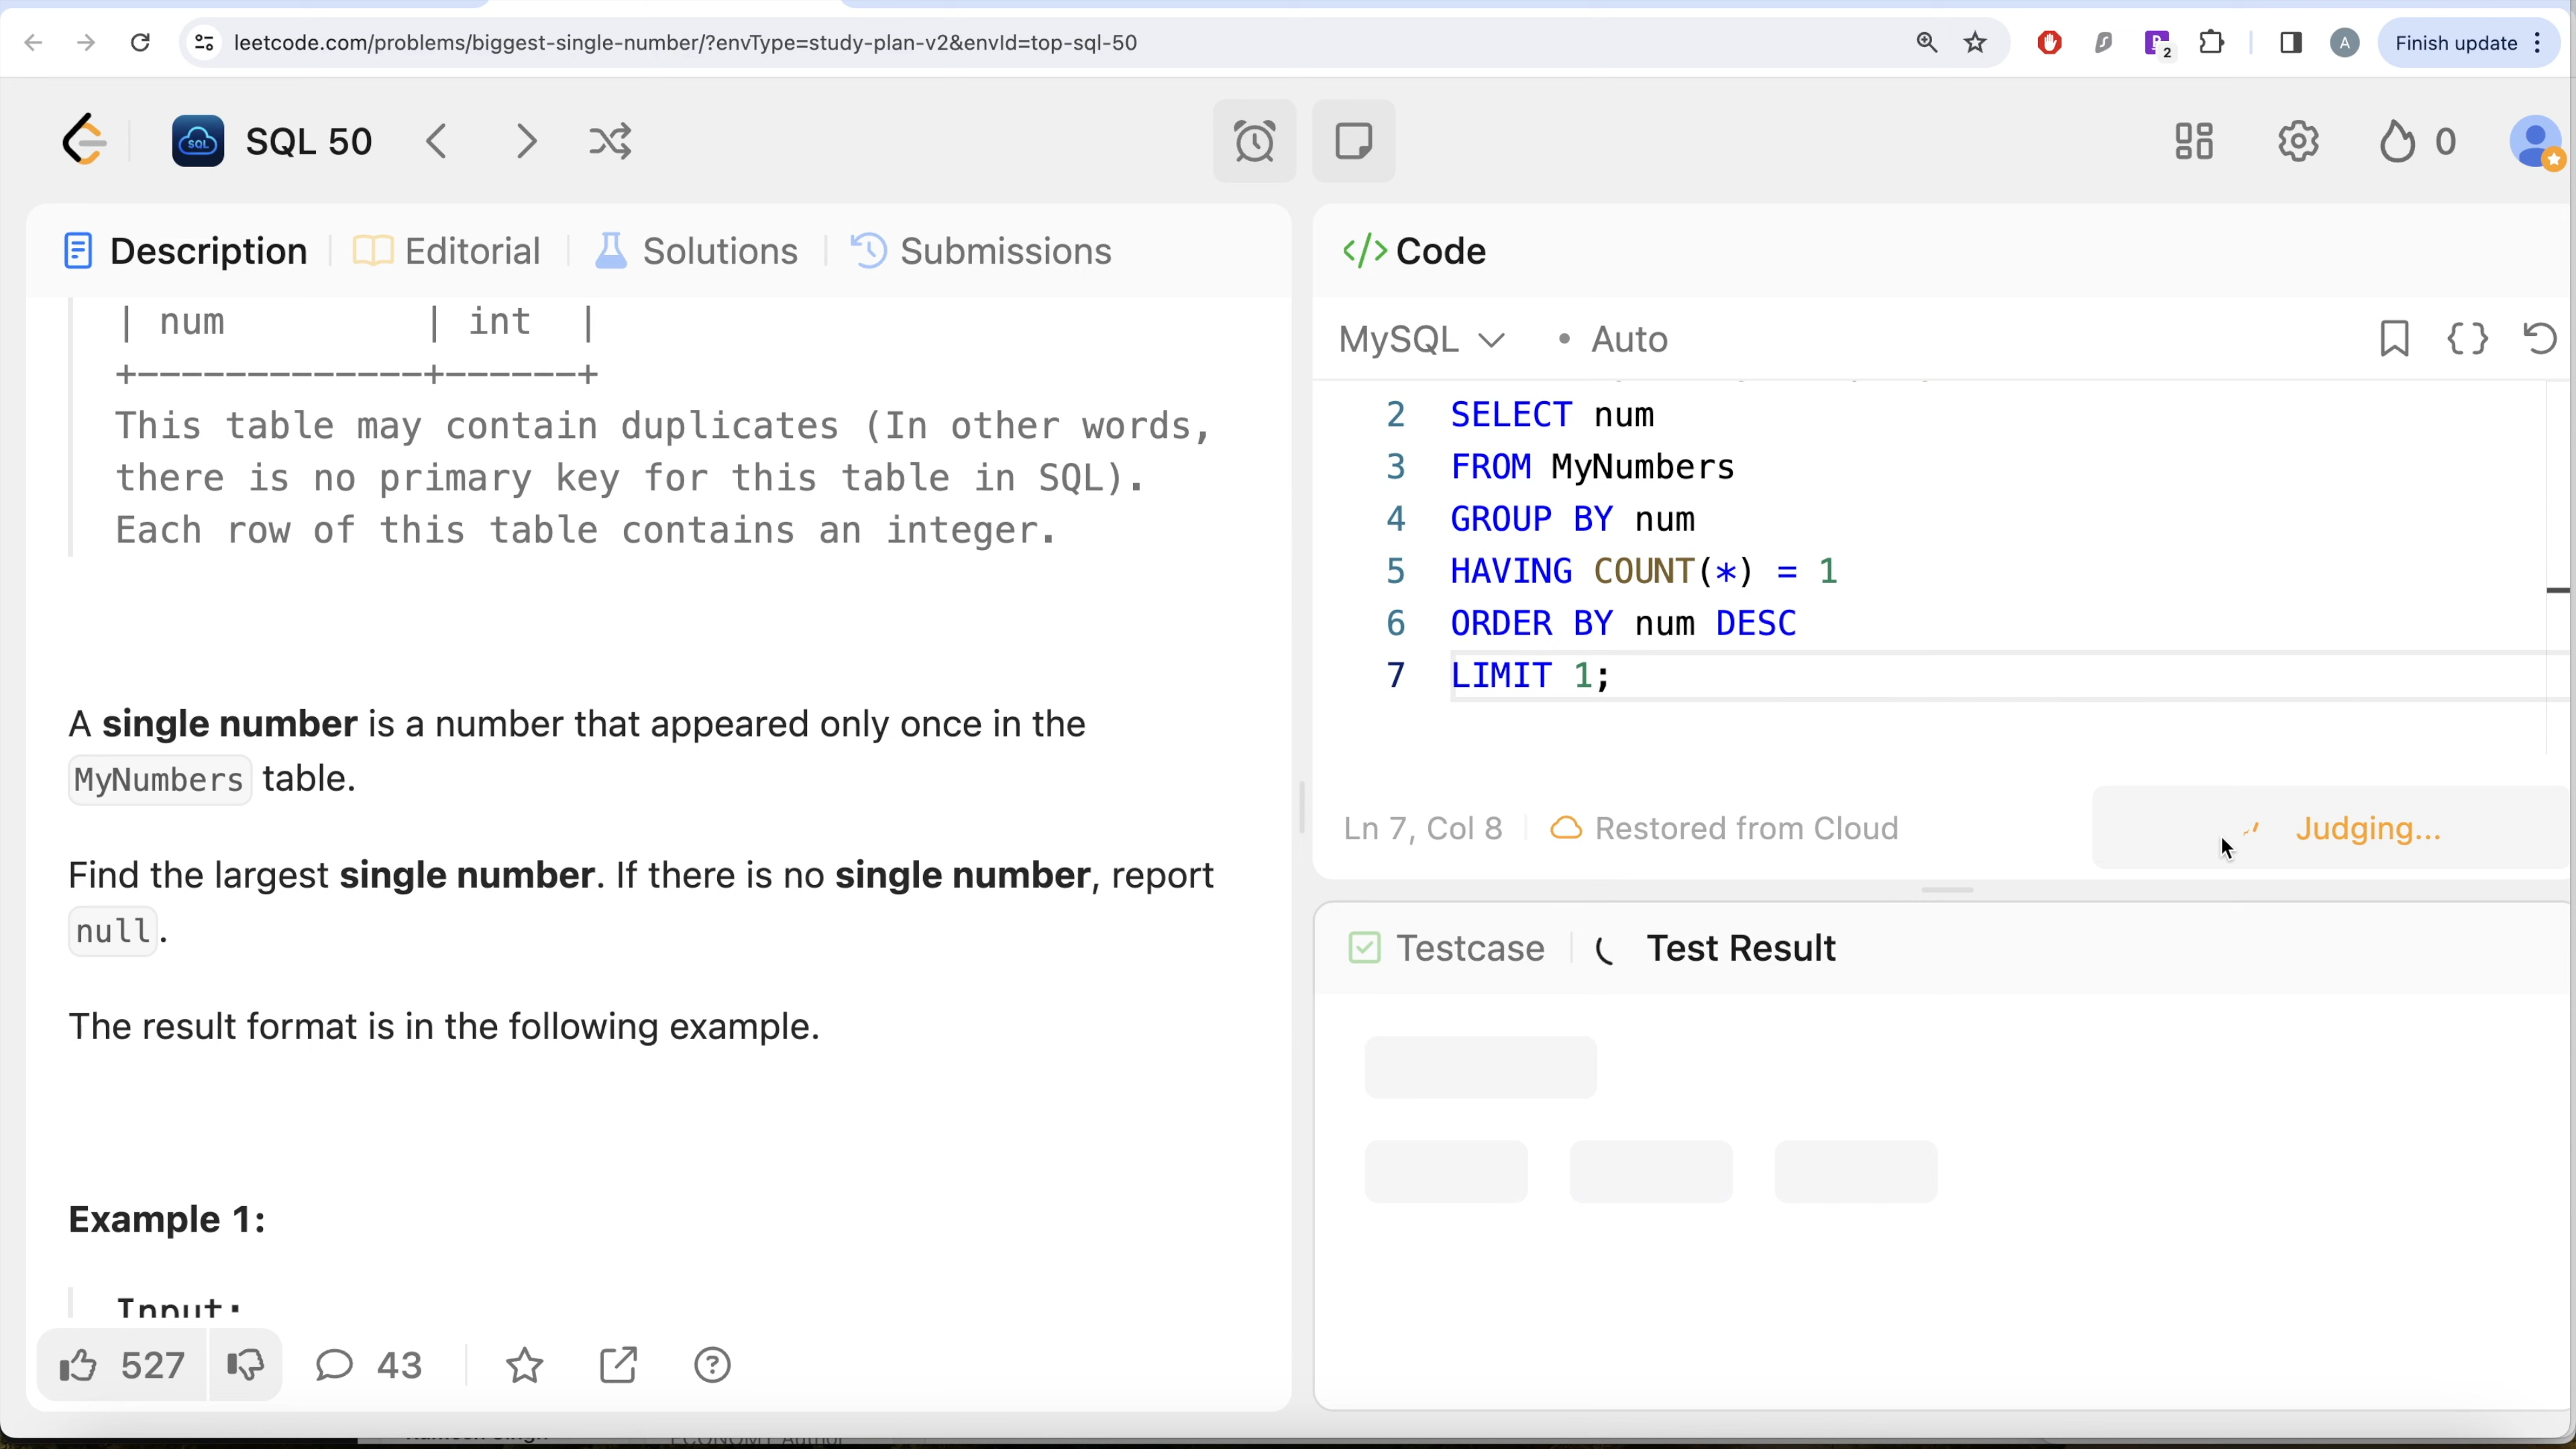 leetcode.com/problems/biggest-single-number/?envType=study-plan-v2&envId=top-sql-50
2
A
Finish update
SQL
SQL 50
0
Description
Editorial
Solutions
Submissions
| num | int |
+-------------+------+
This table may contain duplicates (In other words,
there is no primary key for this table in SQL).
Each row of this table contains an integer.
A single number is a number that appeared only once in the
MyNumbers table.
Find the largest single number. If there is no single number, report
null.
The result format is in the following example.
Example 1:
Input:
527
43
</> Code
MySQL
• Auto
2 SELECT num
3 FROM MyNumbers
4 GROUP BY num
5 HAVING COUNT(*) = 1
6 ORDER BY num DESC
7 LIMIT 1;
Ln 7, Col 8
Restored from Cloud
Judging...
Testcase
Test Result